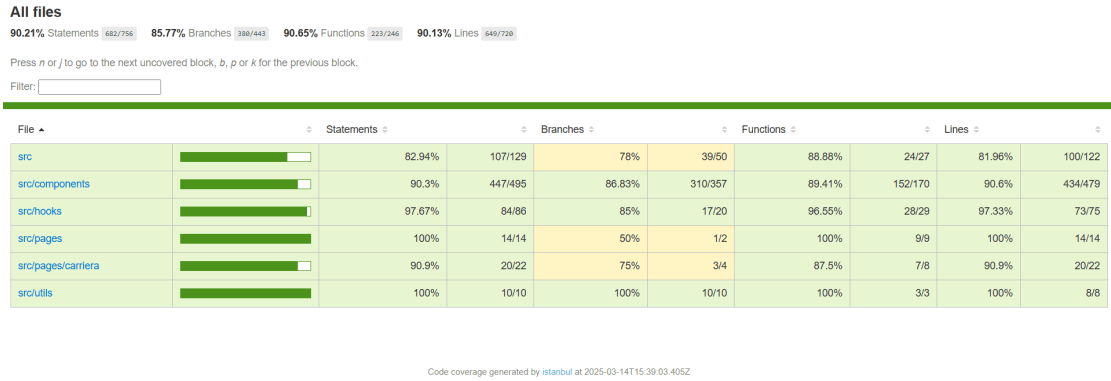 All files
90.21% Statements 682/756 85.77% Branches 380/443 90.65% Functions 223/246 90.13% Lines 649/720
Press n or j to go to the next uncovered block, b, p or k for the previous block.
Filter:
File Statements Branches Functions Lines
src 82.94% 107/129 78% 39/50 88.88% 24/27 81.96% 100/122
src/components 90.3% 447/495 86.83% 310/357 89.41% 152/170 90.6% 434/479
src/hooks 97.67% 84/86 85% 17/20 96.55% 28/29 97.33% 73/75
src/pages 100% 14/14 50% 1/2 100% 9/9 100% 14/14
src/pages/carriera 90.9% 20/22 75% 3/4 87.5% 7/8 90.9% 20/22
src/utils 100% 10/10 100% 10/10 100% 3/3 100% 8/8
Code coverage generated by istanbul at 2025-03-14T15:39:03.405Z